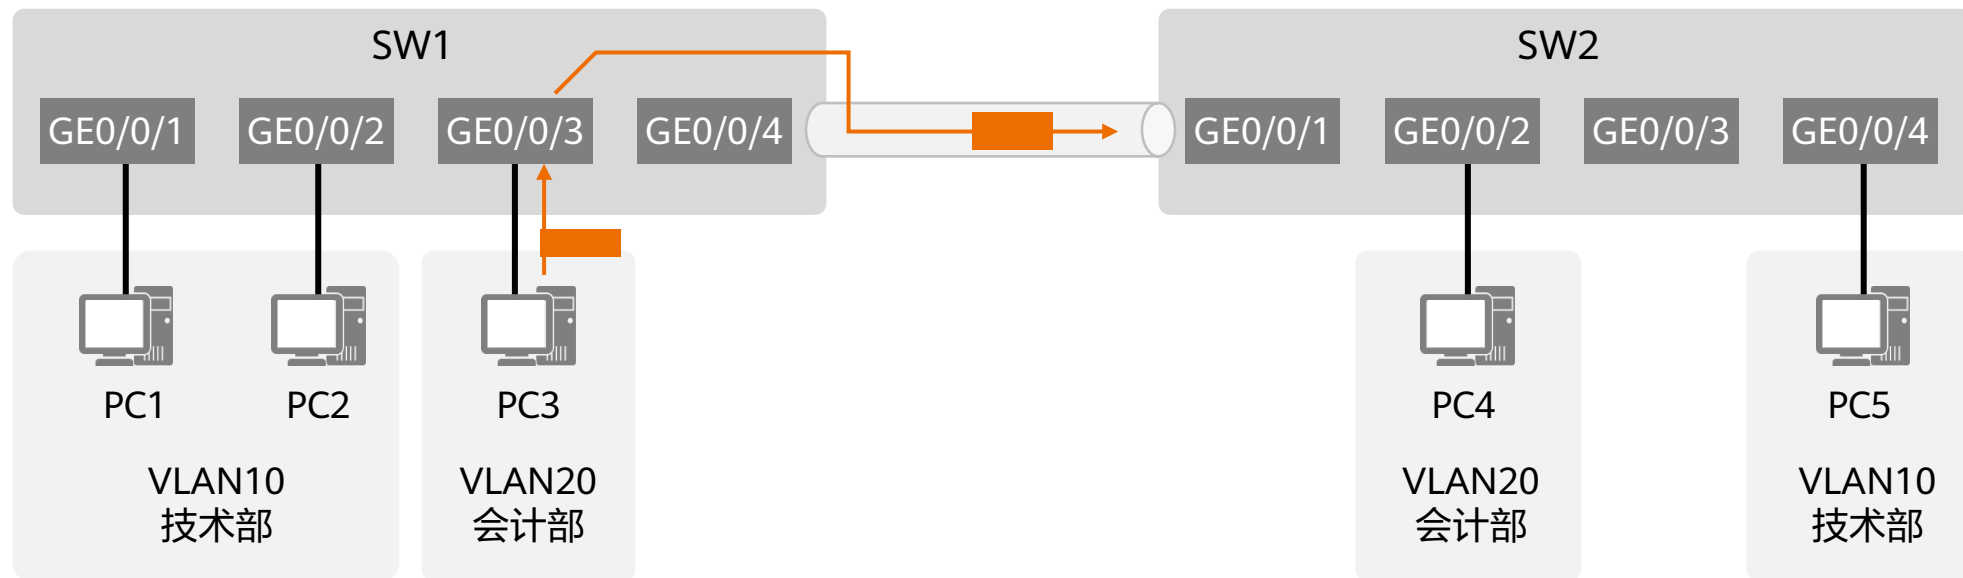 SW1
SW2
GE0/0/1
GE0/0/2
GE0/0/3
GE0/0/4
GE0/0/1
GE0/0/2
GE0/0/3
GE0/0/4
PC1
PC2
PC3
PC4
PC5
VLAN10
技术部
VLAN20
会计部
VLAN20
会计部
VLAN10
技术部